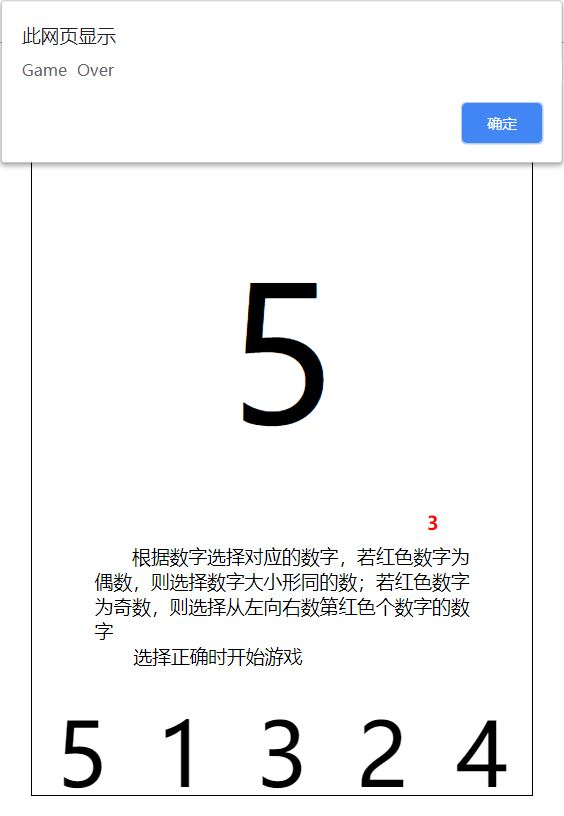 此网页显示
Game Over
确定
5
3
根据数字选择对应的数字，若红色数字为
偶数，则选择数字大小形同的数；若红色数字
为奇数，则选择从左向右数第红色个数字的数
字
选择正确时开始游戏
5 1 3 2 4